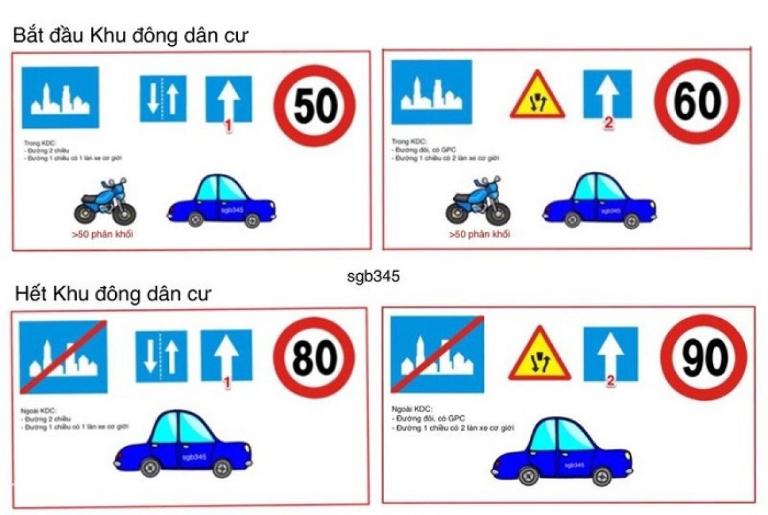 Bắt đầu Khu đông dân cư
1
50
Trong KDC:
- Đường 2 chiều
- Đường 1 chiều có 1 làn xe cơ giới
sgb345
>50 phân khối
2
60
Trong KDC:
- Đường đôi, có GPC
- Đường 1 chiều có 2 làn xe cơ giới
sgb345
>50 phân khối
sgb345
Hết Khu đông dân cư
1
80
Ngoài KDC:
- Đường 2 chiều
- Đường 1 chiều có 1 làn xe cơ giới
sgb345
2
90
Ngoài KDC:
- Đường đôi, có GPC
- Đường 1 chiều có 2 làn xe cơ giới
sgb345